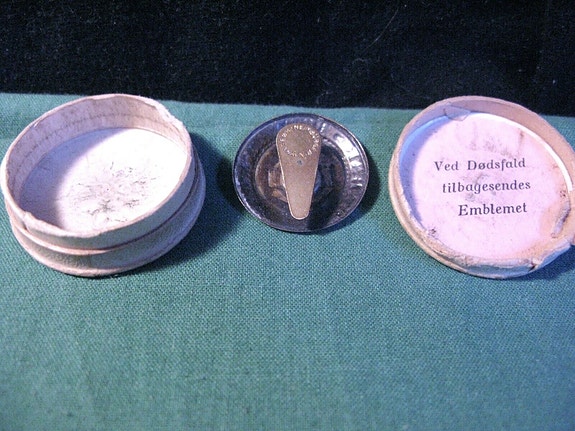 Ved Dødsfald
tilbagesendes
Emblemet